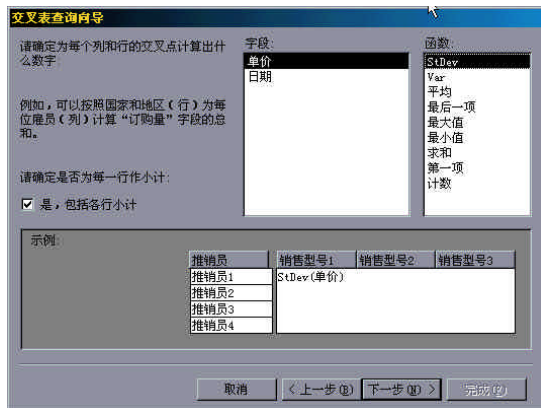 交叉表查询向导
请确定为每个列和行的交叉点计算出什
么数字:
例如，可以按照国家和地区(行)为每
位雇员(列)计算“订购量”字段的总
和。
请确定是否为每一行作小计:
是，包括各行小计
字段:
单价
日期
函数:
StDev
Var
平均
最后一项
最大值
最小值
求和
第一项
计数
示例:
推销员 销售型号1 销售型号2 销售型号3
推销员1 StDev(单价)
推销员2
推销员3
推销员4
取消 <上一步(B) 下一步(N)> 完成(F)